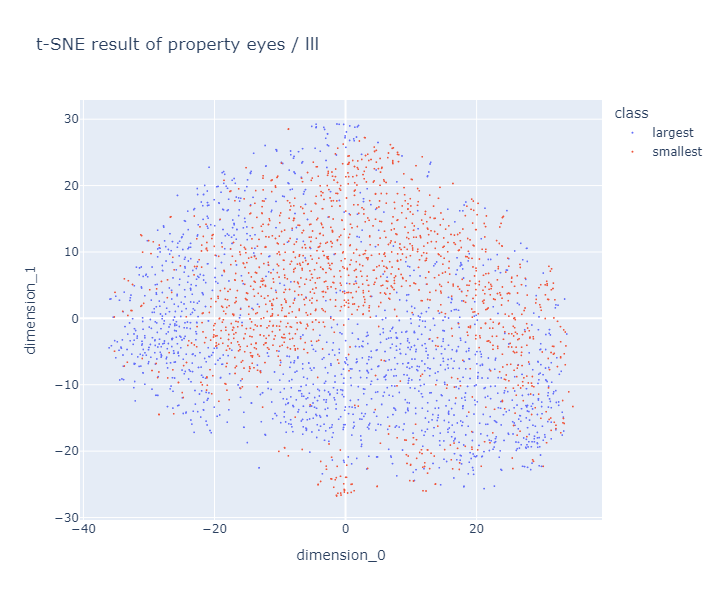 t-SNE result of property eyes / lll
class
largest
smallest
30
20
10
0
−10
−20
−30
−40
−20
0
20
dimension_1
dimension_0